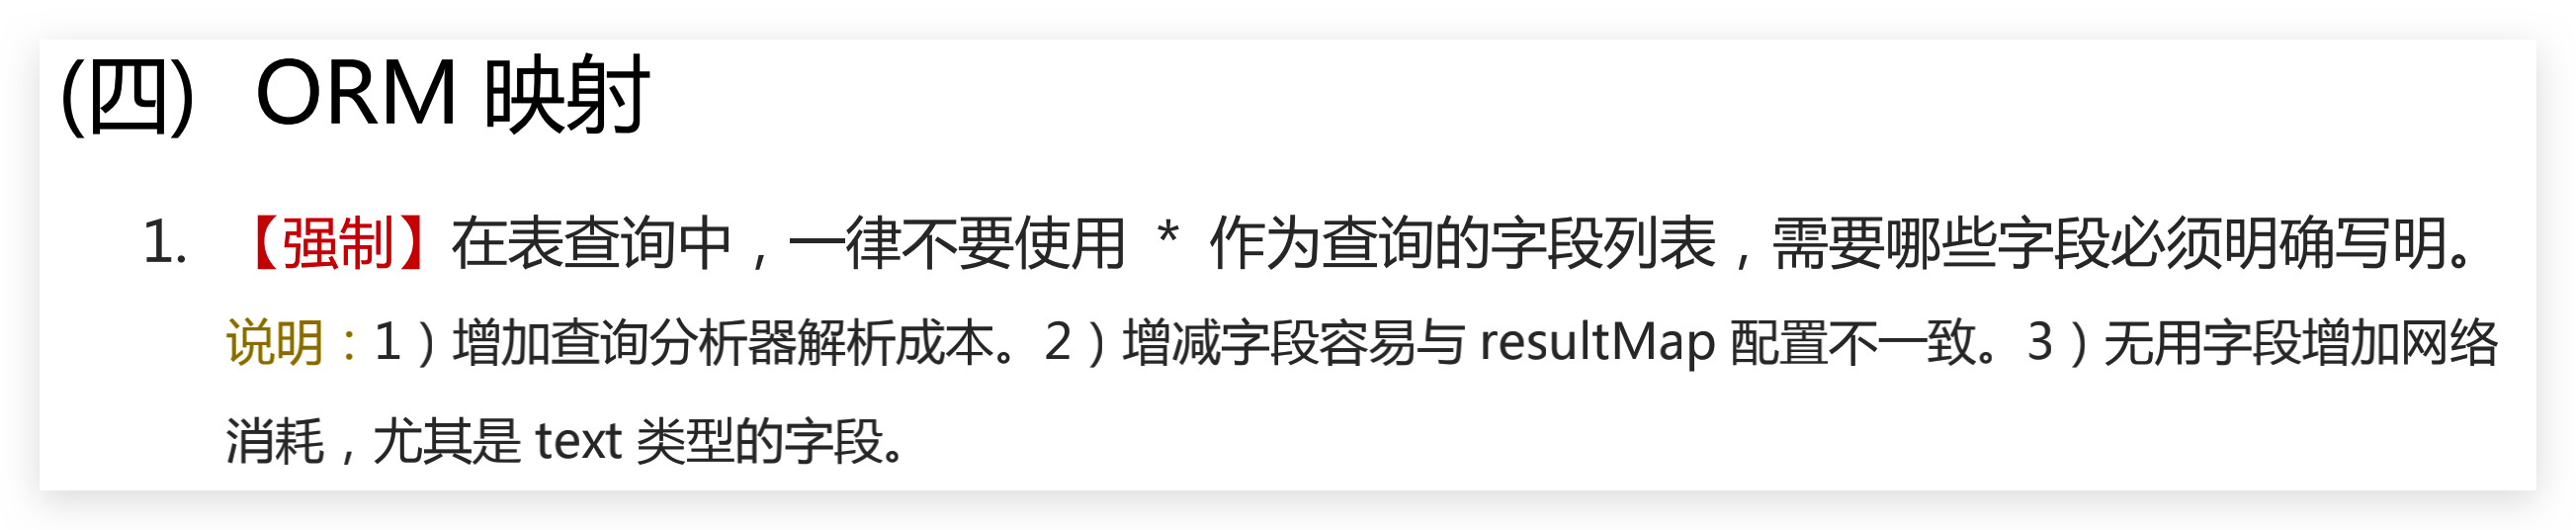 (四) ORM 映射
1. 【强制】在表查询中，一律不要使用 * 作为查询的字段列表，需要哪些字段必须明确写明。
说明：1）增加查询分析器解析成本。2）增减字段容易与 resultMap 配置不一致。3）无用字段增加网络
消耗，尤其是 text 类型的字段。